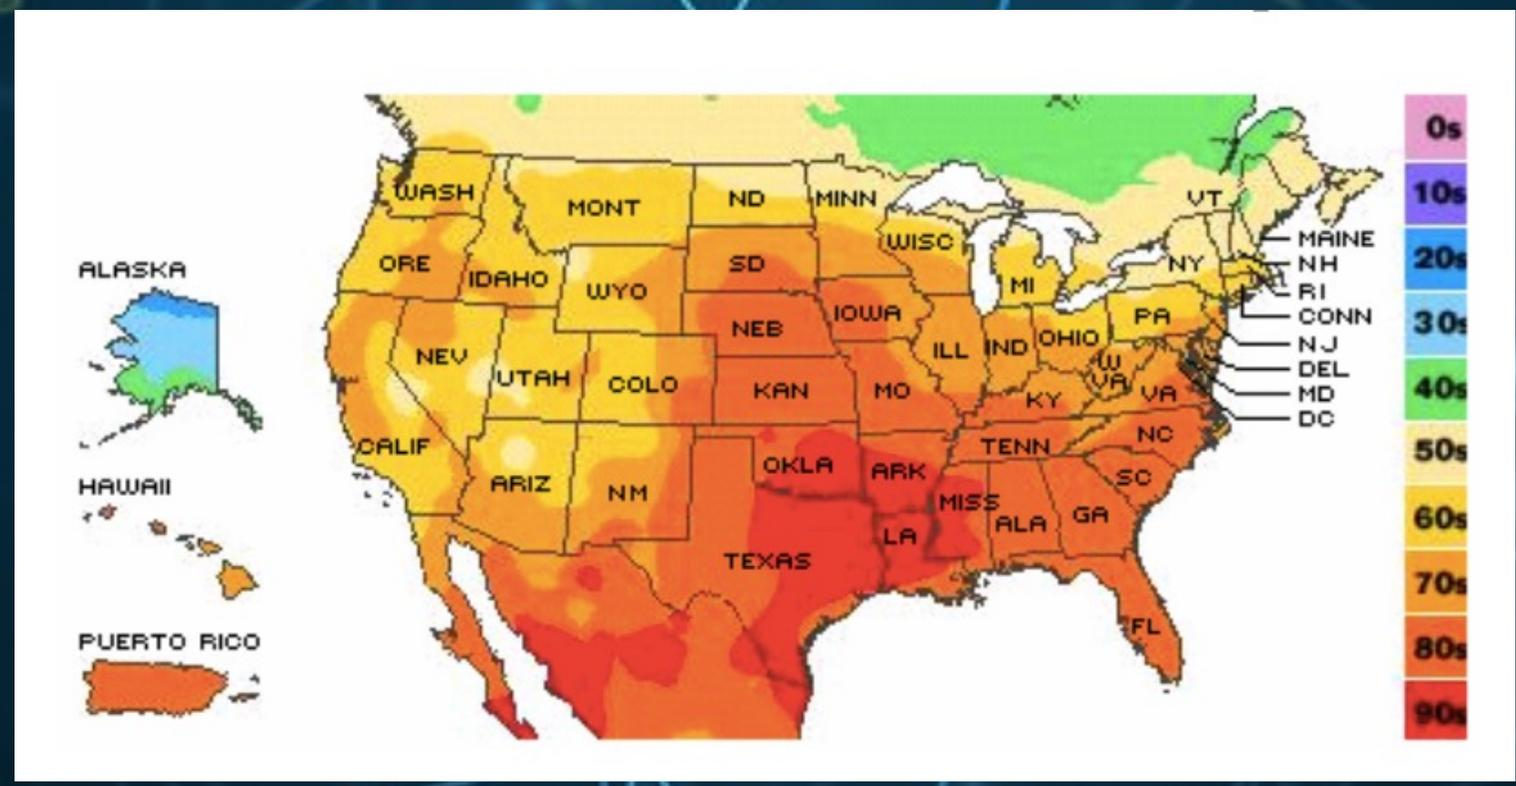 WASH
MONT
ND
MINN
VT
ORE
IDAHO
WYO
SD
WISC
MI
NY
MAINE
NH
RI
CONN
NJ
DEL
MD
DC
NEB
IOWA
ILL
IND
OHIO
PA
W
VA
VA
NEV
UTAH
COLO
KAN
MO
KY
CALIF
ARIZ
NM
OKLA
ARK
TENN
NC
SC
MISS
ALA
GA
LA
TEXAS
FL
ALASKA
HAWAII
PUERTO RICO
0s
10s
20s
30s
40s
50s
60s
70s
80s
90s